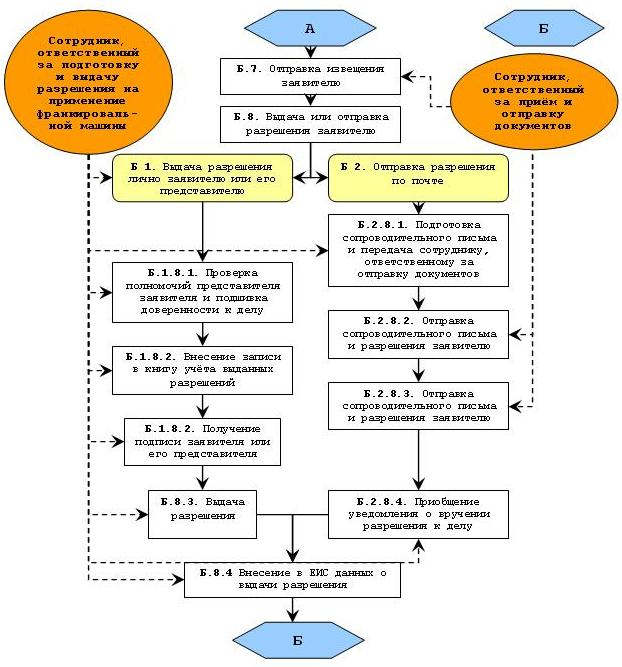 А
Б
Сотрудник,
ответственный
за подготовку
и выдачу
разрешения на
применение
франкироваль-
ной машины
Б.7. Отправка извещения
заявителю
Сотрудник,
ответственный
за приём и
отправку
документов
Б.8. Выдача или отправка
разрешения заявителю
Б 1. Выдача разрешения
лично заявителю или его
представителю
Б 2. Отправка разрешения
по почте
Б.2.8.1. Подготовка
сопроводительного письма
и передача сотруднику,
ответственному за
отправку документов
Б.1.8.1. Проверка
полномочий представителя
заявителя и подшивка
доверенности к делу
Б.2.8.2. Отправка
сопроводительного письма
и разрешения заявителю
Б.1.8.2. Внесение записи
в книгу учёта выданных
разрешений
Б.2.8.3. Отправка
сопроводительного письма
и разрешения заявителю
Б.1.8.2. Получение
подписи заявителя или
его представителя
Б.8.3. Выдача
разрешения
Б.2.8.4. Приобщение
уведомления о вручении
разрешения к делу
Б.8.4 Внесение в ЕИС данных о
выдачи разрешения
Б